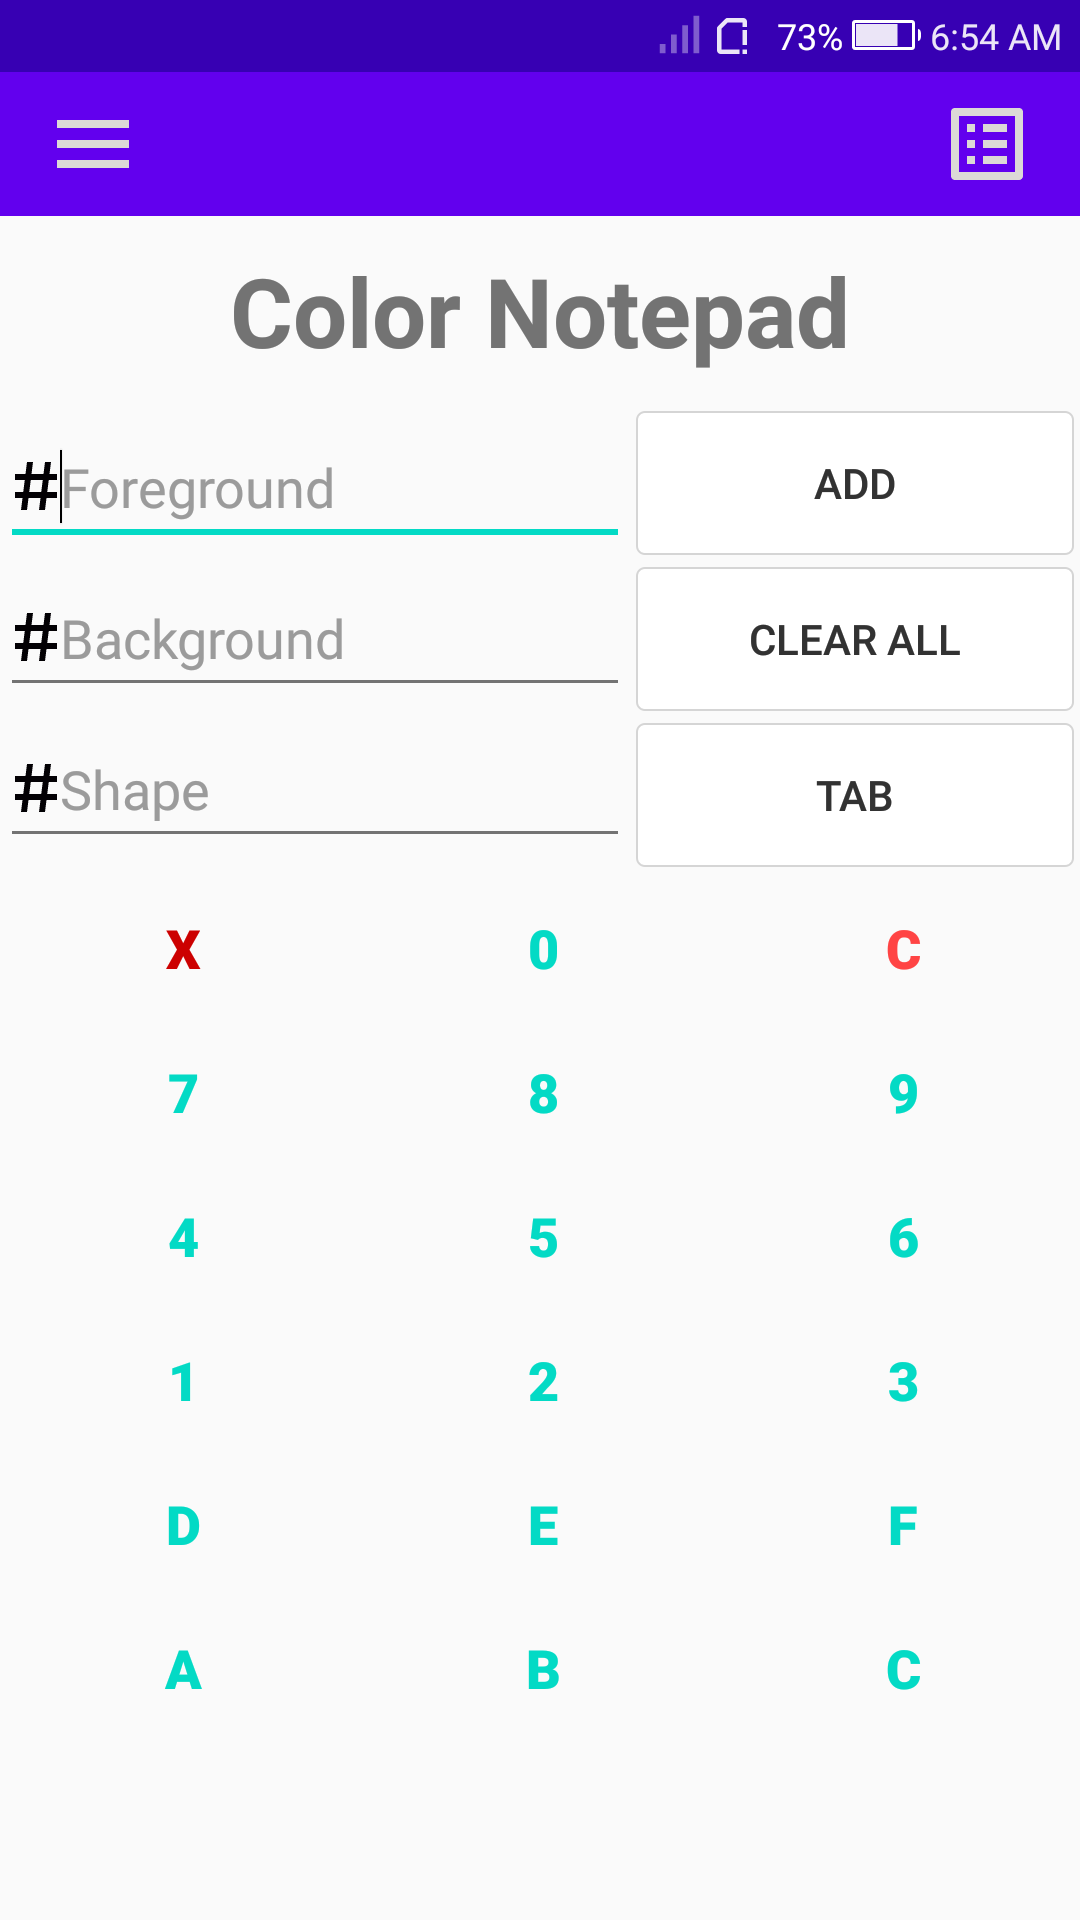 73% 6:54 AM
Color Notepad
#Foreground
ADD
#Background
CLEAR ALL
#Shape
TAB
X 0 C
7 8 9
4 5 6
1 2 3
D E F
A B C